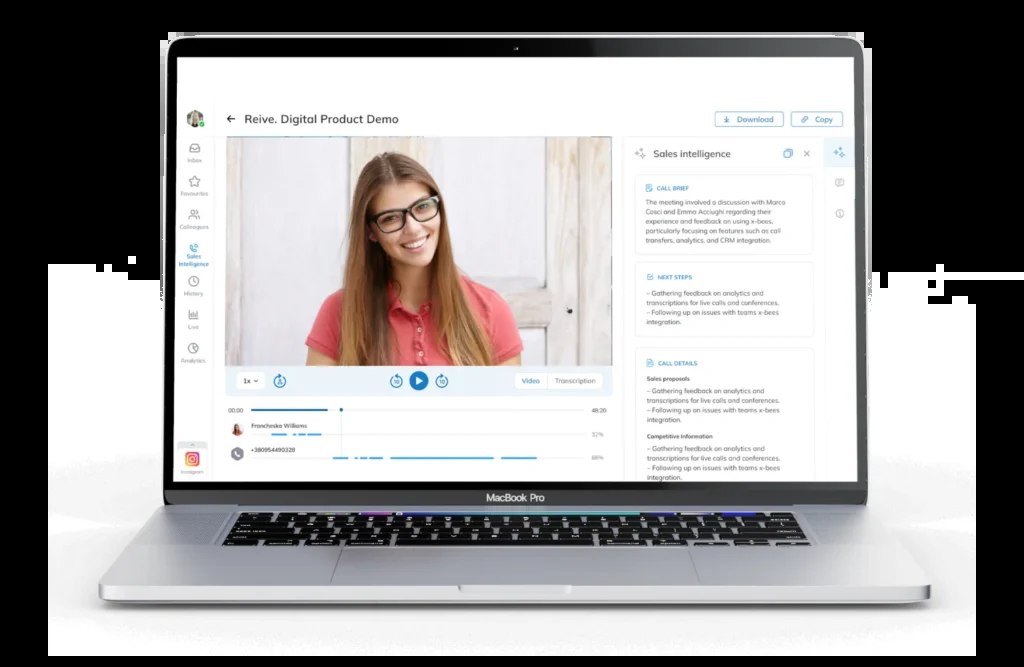 Reive. Digital Product Demo
Download
Copy
Inbox
Favourites
Colleagues
Sales
Intelligence
History
Live
Analytics
Instagram
1x
10
10
Video
Transcription
00:00
48:20
Francheska Williams
32%
+380954490328
68%
Sales intelligence
CALL BRIEF
The meeting involved a discussion with Marco
Cesci and Emma Acciughi regarding their
experience and feedback on using x-bees,
particularly focusing on features such as call
transfers, analytics, and CRM integration.
NEXT STEPS
– Gathering feedback on analytics and
transcriptions for live calls and conferences.
– Following up on issues with teams x-bees
integration.
CALL DETAILS
Sales proposals
– Gathering feedback on analytics and
transcriptions for live calls and conferences.
– Following up on issues with teams x-bees
integration.
Competitive information
– Gathering feedback on analytics and
transcriptions for live calls and conferences.
– Following up on issues with teams x-bees
integration.
MacBook Pro